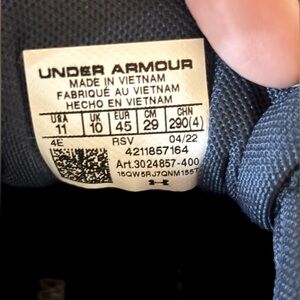 UNDER ARMOUR
MADE IN VIETNAM
FABRIQUÉ AU VIETNAM
HECHO EN VIETNAM
USA UK EUR CM CHN
11 10 45 29 290(4)
4E RSV 04/22
4211857164
Art.3024857-400
15QW5RJ7QNM155T